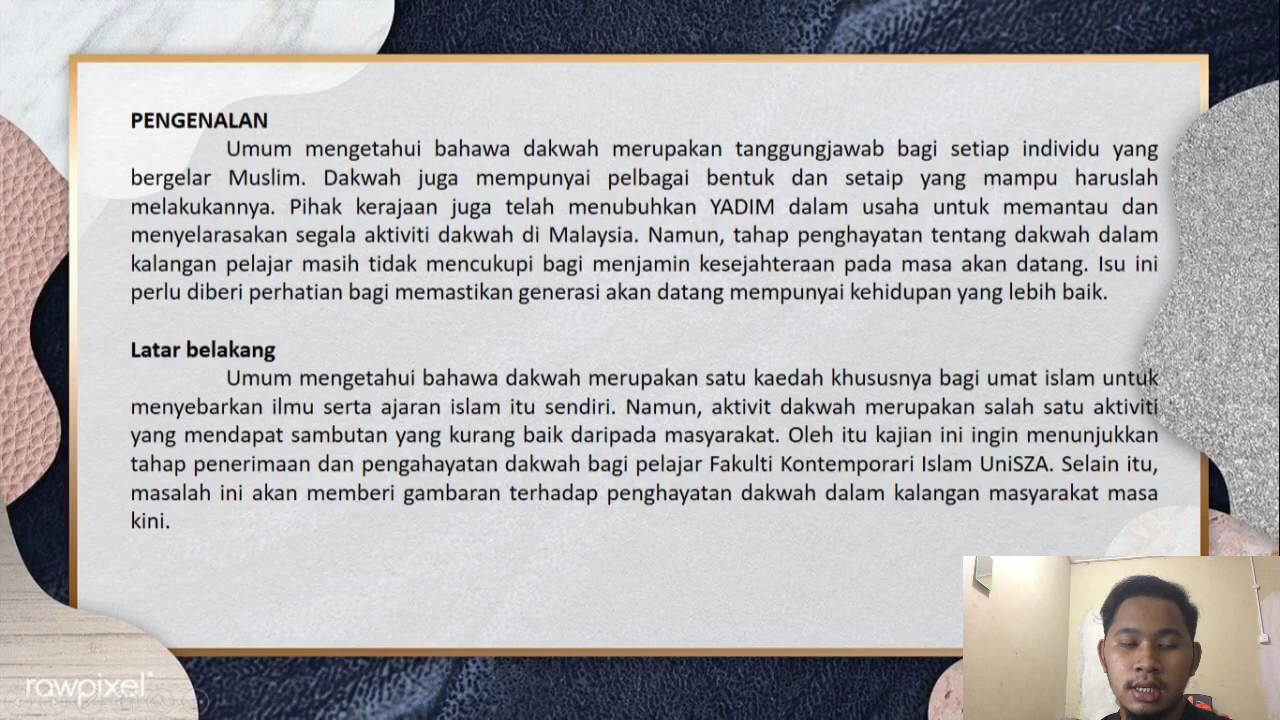 PENGENALAN
Umum mengetahui bahawa dakwah merupakan tanggungjawab bagi setiap individu yang
bergelar Muslim. Dakwah juga mempunyai pelbagai bentuk dan setaip yang mampu haruslah
melakukannya. Pihak kerajaan juga telah menubuhkan YADIM dalam usaha untuk memantau dan
menyelarasakan segala aktiviti dakwah di Malaysia. Namun, tahap penghayatan tentang dakwah dalam
kalangan pelajar masih tidak mencukupi bagi menjamin kesejahteraan pada masa akan datang. Isu ini
perlu diberi perhatian bagi memastikan generasi akan datang mempunyai kehidupan yang lebih baik.
Latar belakang
Umum mengetahui bahawa dakwah merupakan satu kaedah khususnya bagi umat islam untuk
menyebarkan ilmu serta ajaran islam itu sendiri. Namun, aktivit dakwah merupakan salah satu aktiviti
yang mendapat sambutan yang kurang baik daripada masyarakat. Oleh itu kajian ini ingin menunjukkan
tahap penerimaan dan pengahayatan dakwah bagi pelajar Fakulti Kontemporari Islam UniSZA. Selain itu,
masalah ini akan memberi gambaran terhadap penghayatan dakwah dalam kalangan masyarakat masa
kini.
rawpixel